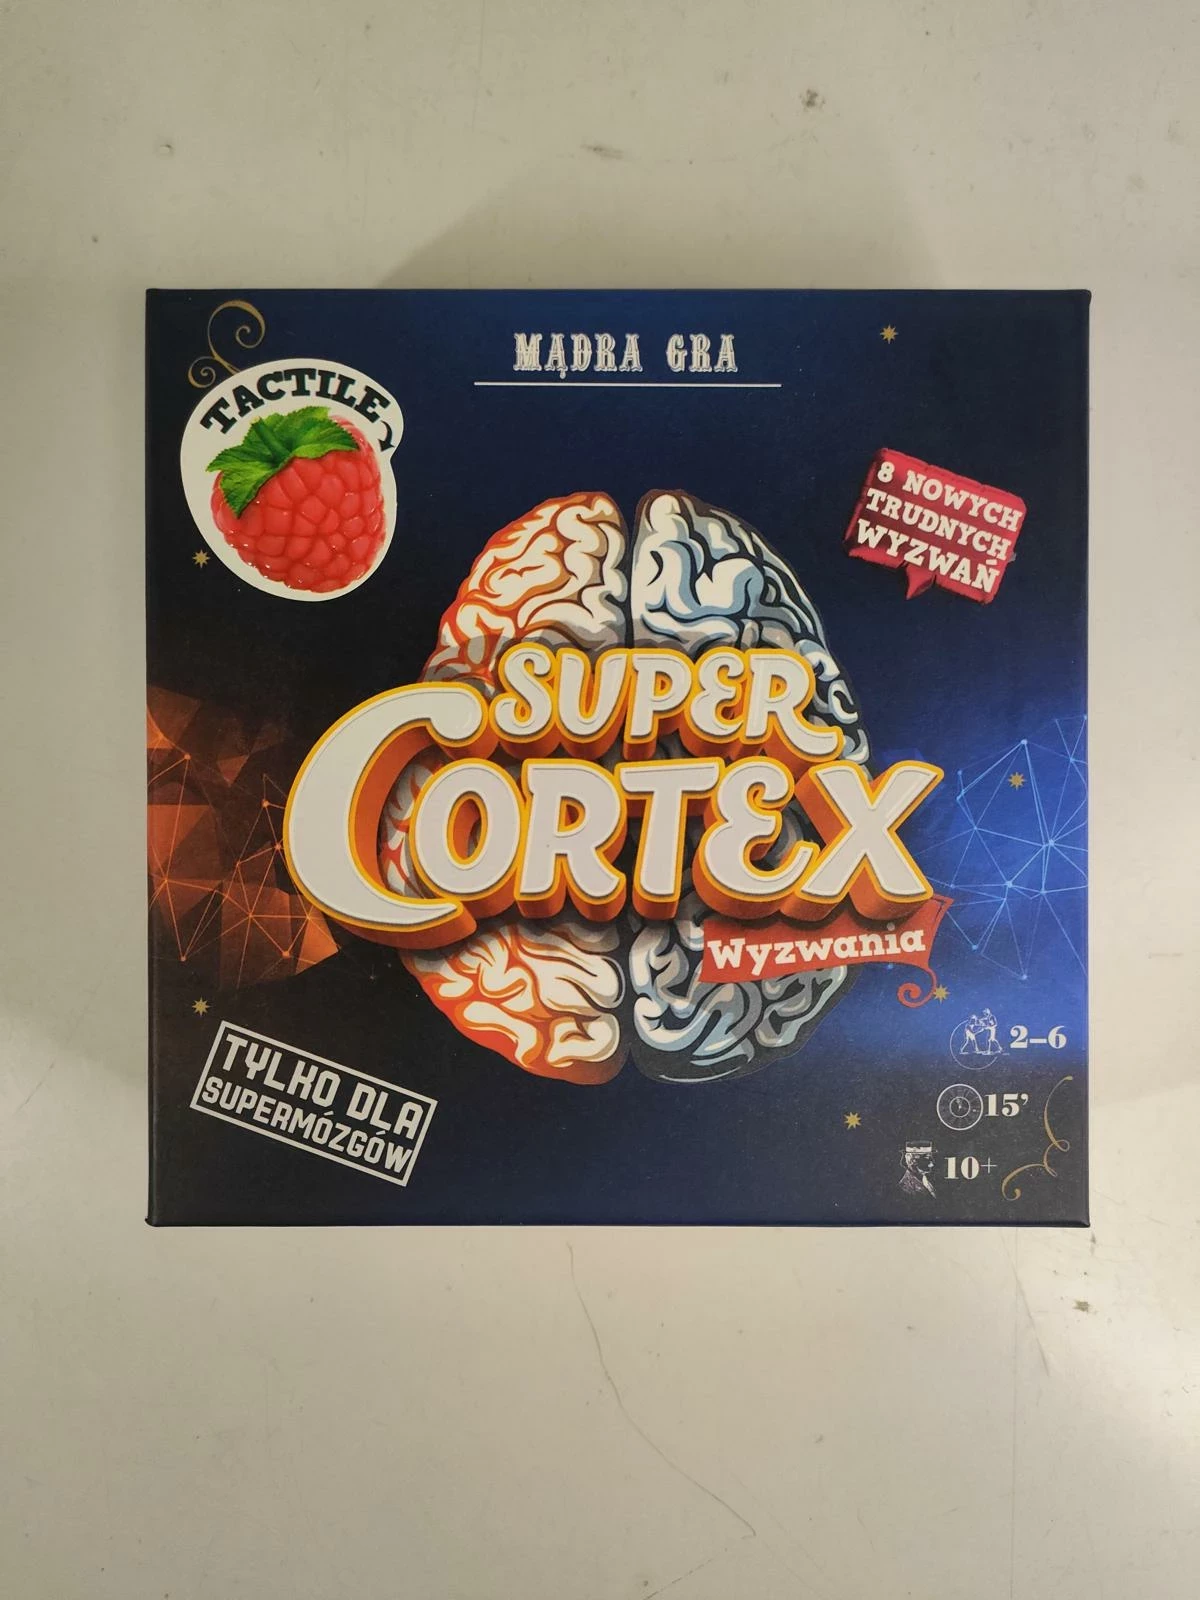 MĄDRA GRA
TACTILE
8 NOWYCH
TRUDNYCH
WYZWAŃ
SUPER
CORTEX
Wyzwania
TYLKO DLA
SUPERMÓZGÓW
2–6
15’
10+